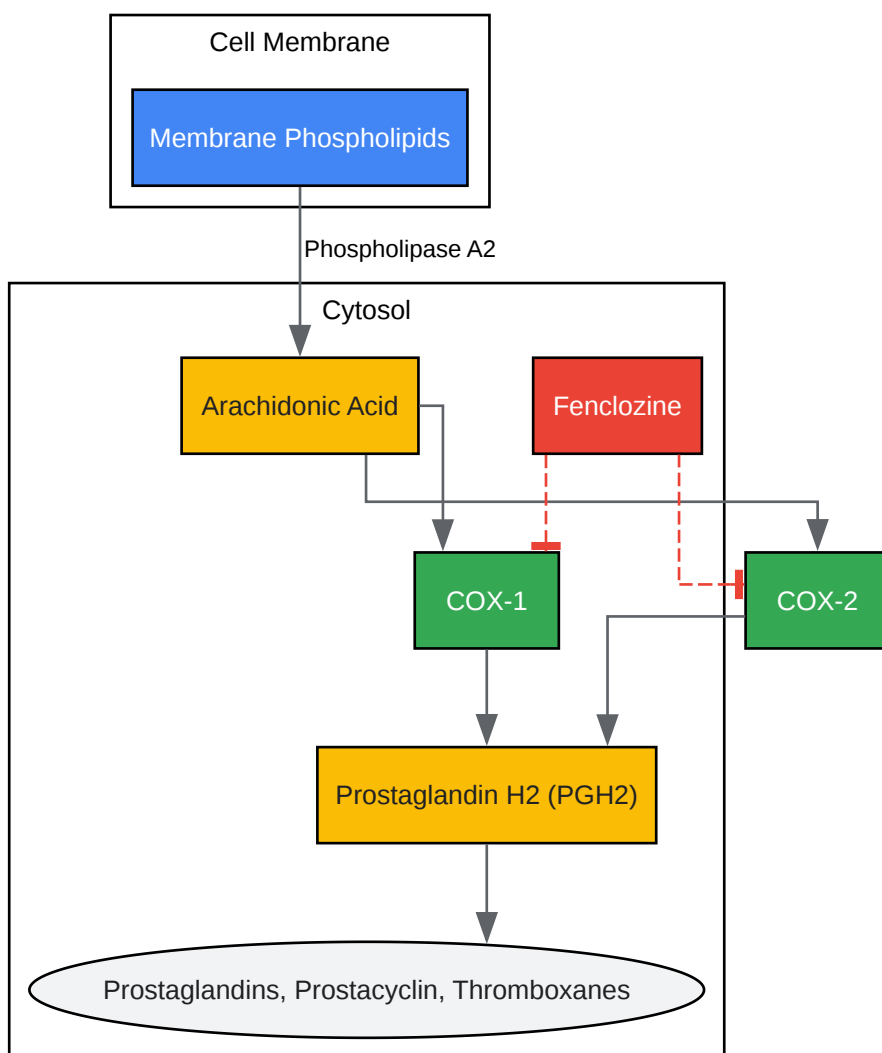 Cell Membrane
Membrane Phospholipids
Phospholipase A2
Cytosol
Arachidonic Acid
Fenclozine
COX-1
COX-2
Prostaglandin H2 (PGH2)
Prostaglandins, Prostacyclin, Thromboxanes